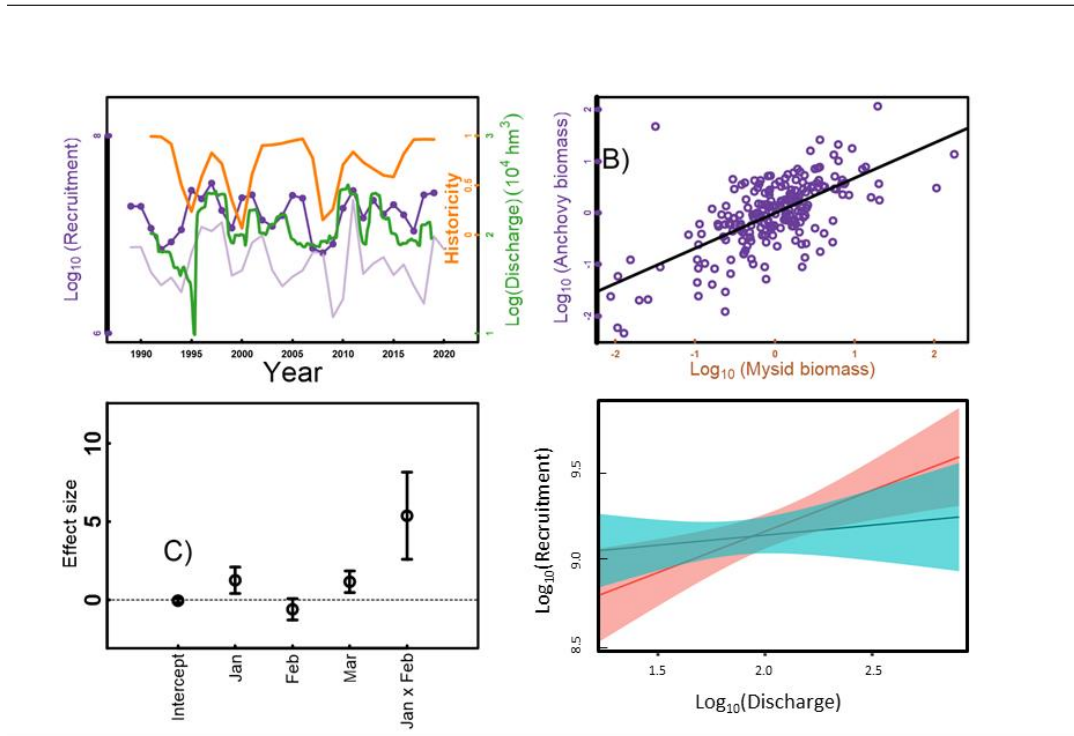 Log10 (Recruitment)
8
6
1
0.5
0
Historicity
3
2
1
Log(Discharge) (10⁴ hm³)
1990 1995 2000 2005 2010 2015 2020
Year
B)
Log10 (Anchovy biomass)
2
1
0
-1
-2
-2 -1 0 1 2
Log10 (Mysid biomass)
C)
Effect size
10
5
0
Intercept
Jan
Feb
Mar
Jan x Feb
Log10(Recruitment)
9.5
9.0
8.5
1.5 2.0 2.5
Log10(Discharge)